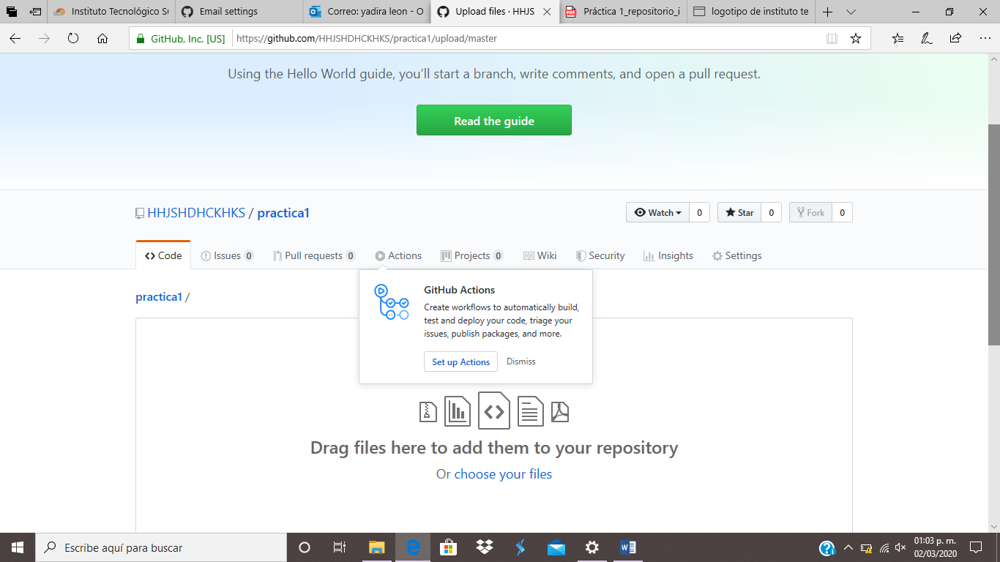 Instituto Tecnológico Su
Email settings
Correo: yadira leon - O
Upload files · HHJS
Práctica 1_repositorio_i
logotipo de instituto te
GitHub, Inc. [US]
https://github.com/HHJSHDHCKHKS/practica1/upload/master
Using the Hello World guide, you’ll start a branch, write comments, and open a pull request.
Read the guide
HHJSHDHCKHKS / practica1
Watch 0
Star 0
Fork 0
Code
Issues 0
Pull requests 0
Actions
Projects 0
Wiki
Security
Insights
Settings
practica1 /
GitHub Actions
Create workflows to automatically build,
test and deploy your code, triage your
issues, publish packages, and more.
Set up Actions
Dismiss
Drag files here to add them to your repository
Or choose your files
Escribe aquí para buscar
01:03 p. m.
02/03/2020